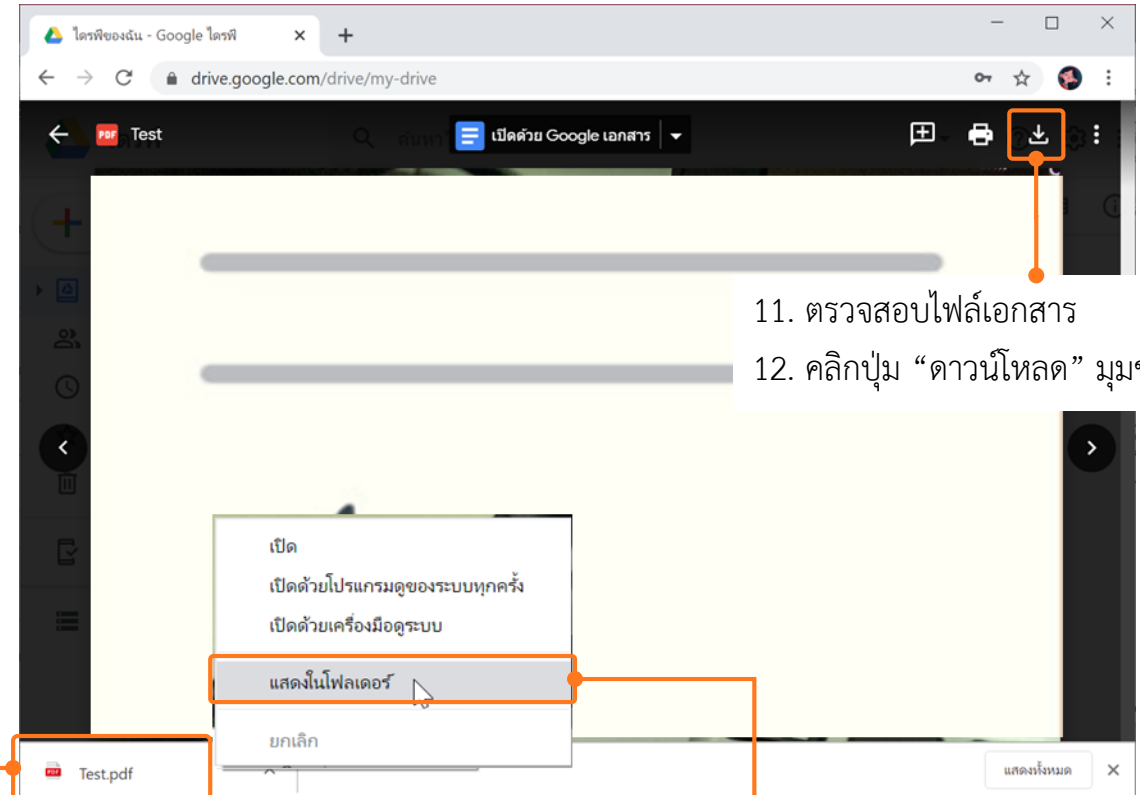 ไดรฟ์ของฉัน - Google ไดรฟ์
drive.google.com/drive/my-drive
PDF Test
เปิดด้วย Google เอกสาร
11. ตรวจสอบไฟล์เอกสาร
12. คลิกปุ่ม “ดาวน์โหลด”
เปิด
เปิดด้วยโปรแกรมดูของระบบทุกครั้ง
เปิดด้วยเครื่องมือดูระบบ
แสดงในโฟลเดอร์
ยกเลิก
PDF Test.pdf
แสดงทั้งหมด